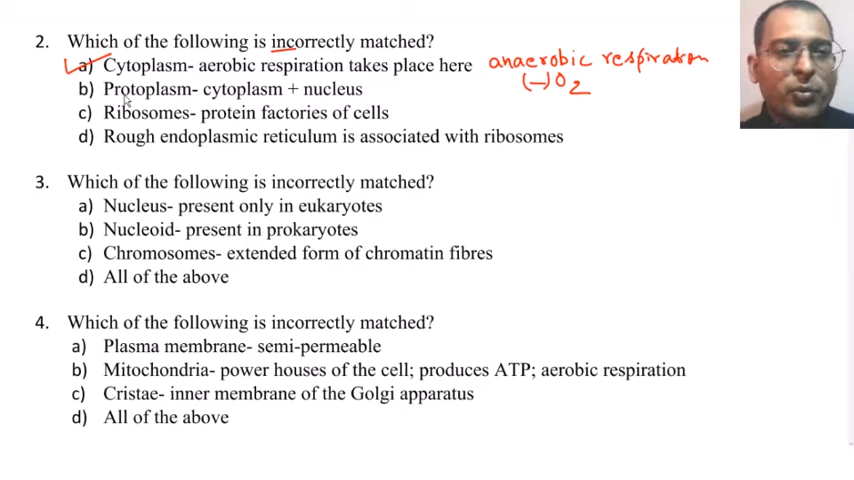 2. Which of the following is incorrectly matched?
a) Cytoplasm- aerobic respiration takes place here anaerobic respiration
(-)O2
b) Protoplasm- cytoplasm + nucleus
c) Ribosomes- protein factories of cells
d) Rough endoplasmic reticulum is associated with ribosomes
3. Which of the following is incorrectly matched?
a) Nucleus- present only in eukaryotes
b) Nucleoid- present in prokaryotes
c) Chromosomes- extended form of chromatin fibres
d) All of the above
4. Which of the following is incorrectly matched?
a) Plasma membrane- semi-permeable
b) Mitochondria- power houses of the cell; produces ATP; aerobic respiration
c) Cristae- inner membrane of the Golgi apparatus
d) All of the above